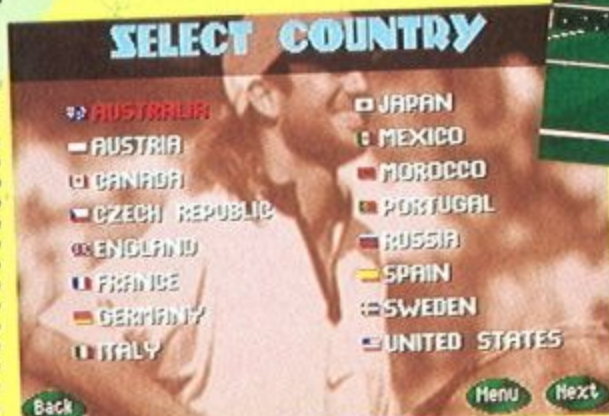 SELECT COUNTRY
AUSTRALIA
AUSTRIA
CANADA
CZECH REPUBLIC
ENGLAND
FRANCE
GERMANY
ITALY
JAPAN
MEXICO
MOROCCO
PORTUGAL
RUSSIA
SPAIN
SWEDEN
UNITED STATES
Back
Menu
Next